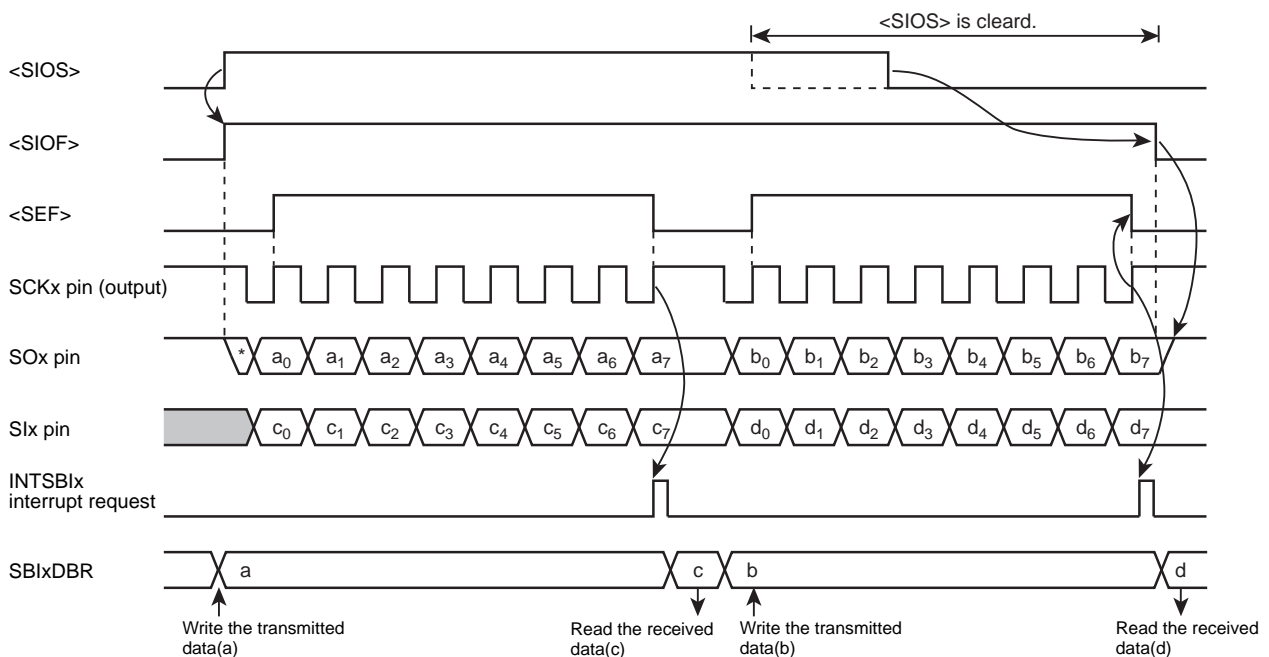 <SIOS> is cleard.
<SIOS>
<SIOF>
<SEF>
SCKx pin (output)
SOx pin
* a0 a1 a2 a3 a4 a5 a6 a7 b0 b1 b2 b3 b4 b5 b6 b7
SIx pin
c0 c1 c2 c3 c4 c5 c6 c7 d0 d1 d2 d3 d4 d5 d6 d7
INTSBIx
interrupt request
SBIxDBR
a c b d
Write the transmitted
data(a)
Read the received
data(c)
Write the transmitted
data(b)
Read the received
data(d)